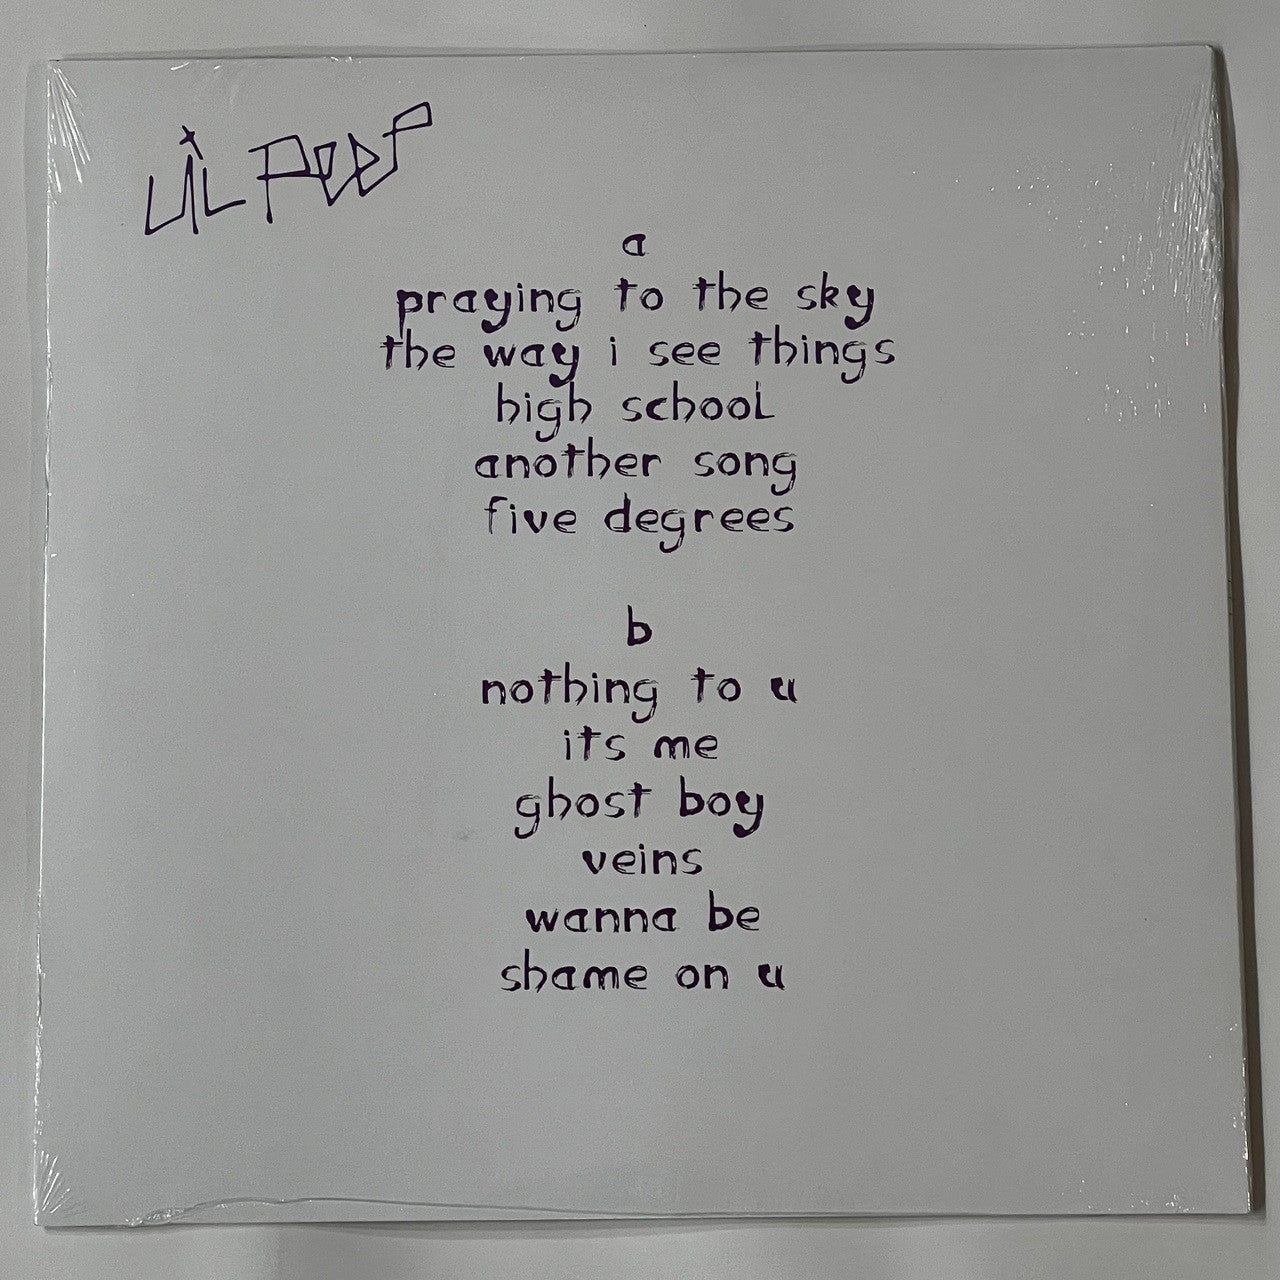 LiL PEEP
a
praying to the sky
the way i see things
high school
another song
five degrees
b
nothing to u
its me
ghost boy
veins
wanna be
shame on u